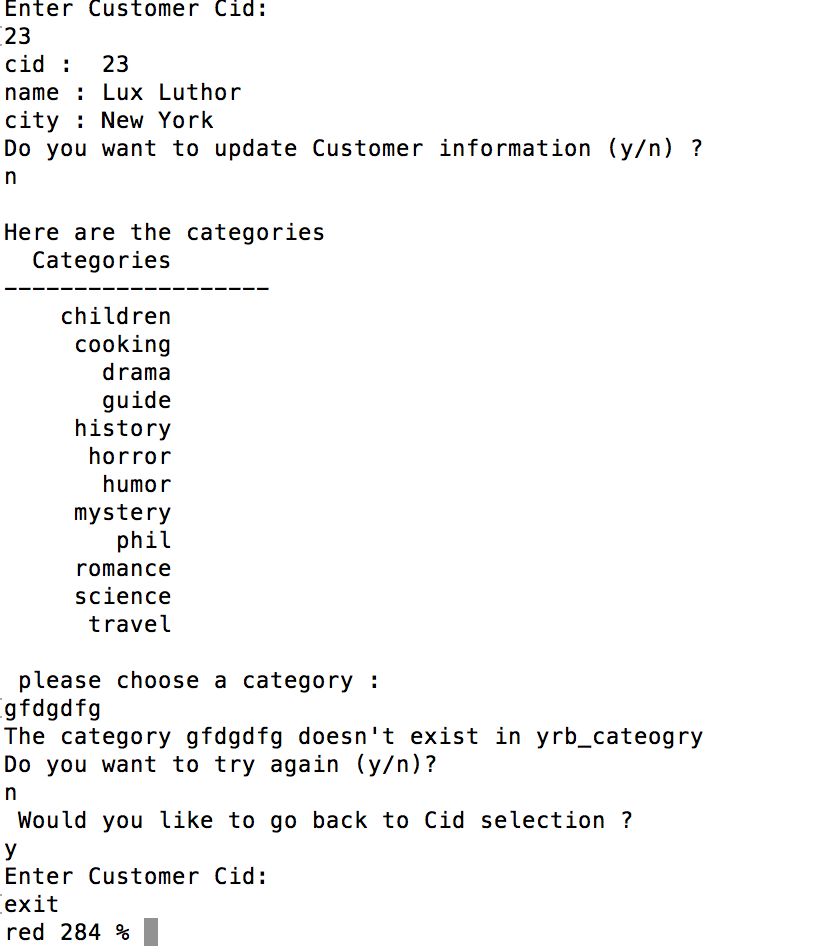 Enter Customer Cid:
23
cid :  23
name : Lux Luthor
city : New York
Do you want to update Customer information (y/n) ?
n

Here are the categories
  Categories
-------------------
    children
     cooking
       drama
       guide
     history
      horror
       humor
     mystery
        phil
     romance
     science
      travel

 please choose a category :
gfdgdfg
The category gfdgdfg doesn't exist in yrb_cateogry
Do you want to try again (y/n)?
n
 Would you like to go back to Cid selection ?
y
Enter Customer Cid:
exit
red 284 %